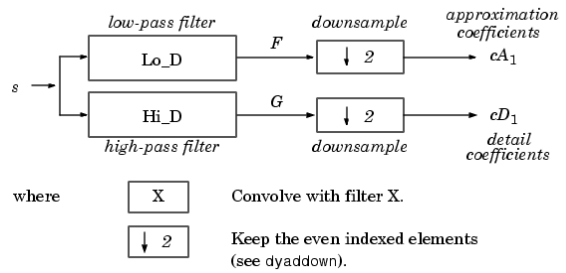 low-pass filter
downsample
approximation
coefficients
F
Lo_D
↓ 2
cA1
s
G
Hi_D
↓ 2
cD1
high-pass filter
downsample
detail
coefficients
where
X
Convolve with filter X.
↓ 2
Keep the even indexed elements
(see dyaddown).